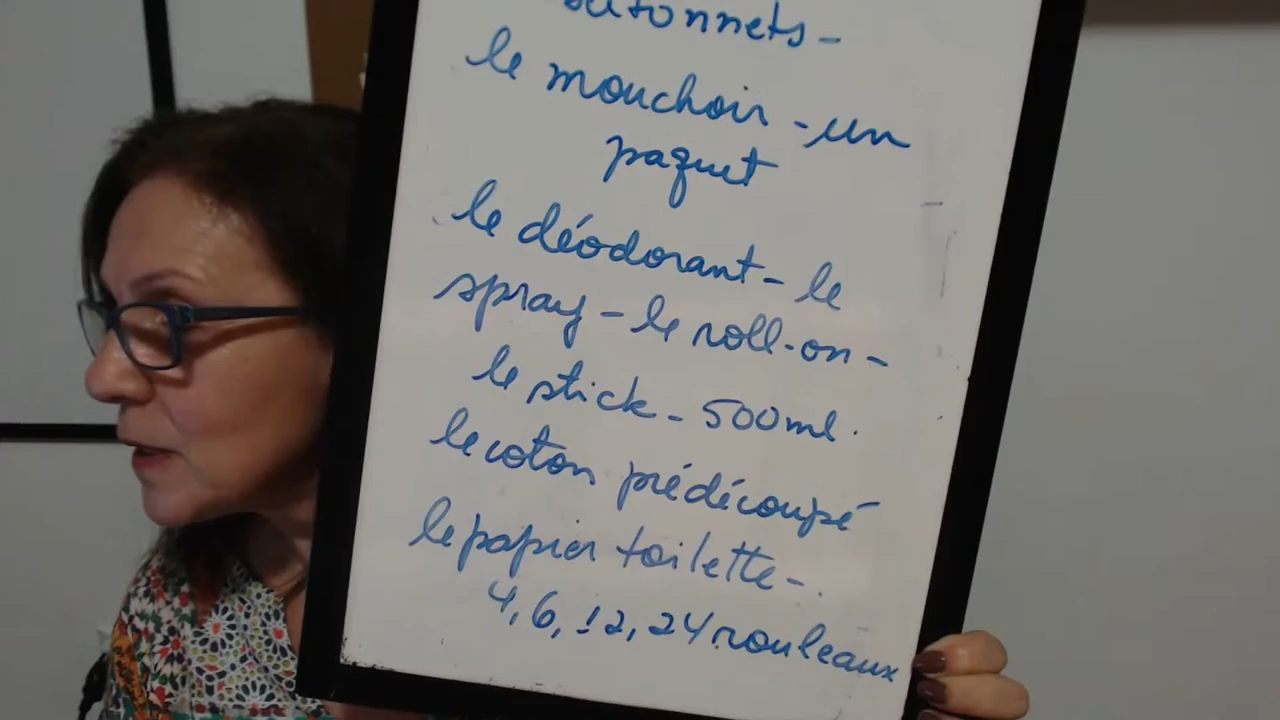 le mouchoir - un
paquet
le déodorant - le
spray - le roll-on -
le stick - 500ml.
le coton prédécoupé
le papier toilette -
4, 6, 12, 24 rouleaux